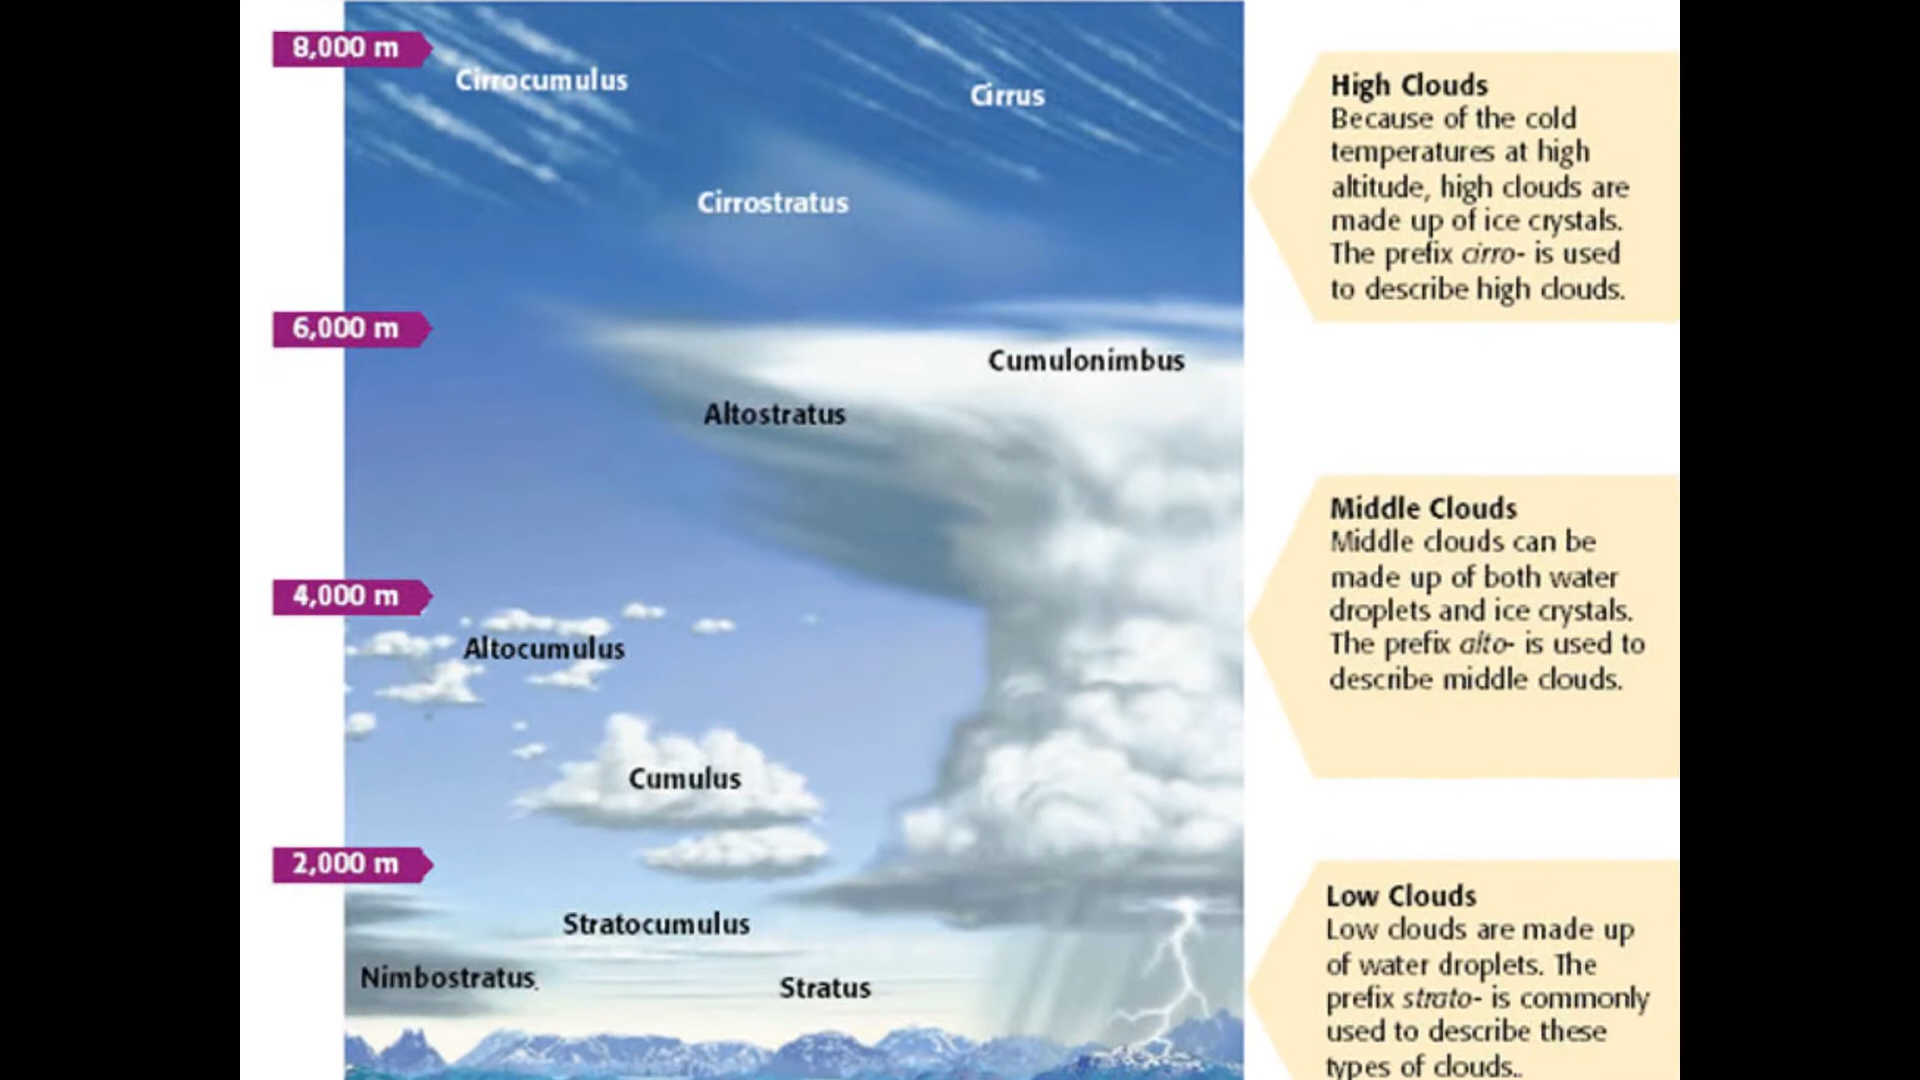 8,000 m
Cirrocumulus
Cirrus
Cirrostratus
6,000 m
Cumulonimbus
Altostratus
4,000 m
Altocumulus
Cumulus
2,000 m
Stratocumulus
Nimbostratus.
Stratus
High Clouds
Because of the cold
temperatures at high
altitude, high clouds are
made up of ice crystals.
The prefix cirro- is used
to describe high clouds.
Middle Clouds
Middle clouds can be
made up of both water
droplets and ice crystals.
The prefix alto- is used to
describe middle clouds.
Low Clouds
Low clouds are made up
of water droplets. The
prefix strato- is commonly
used to describe these
types of clouds..